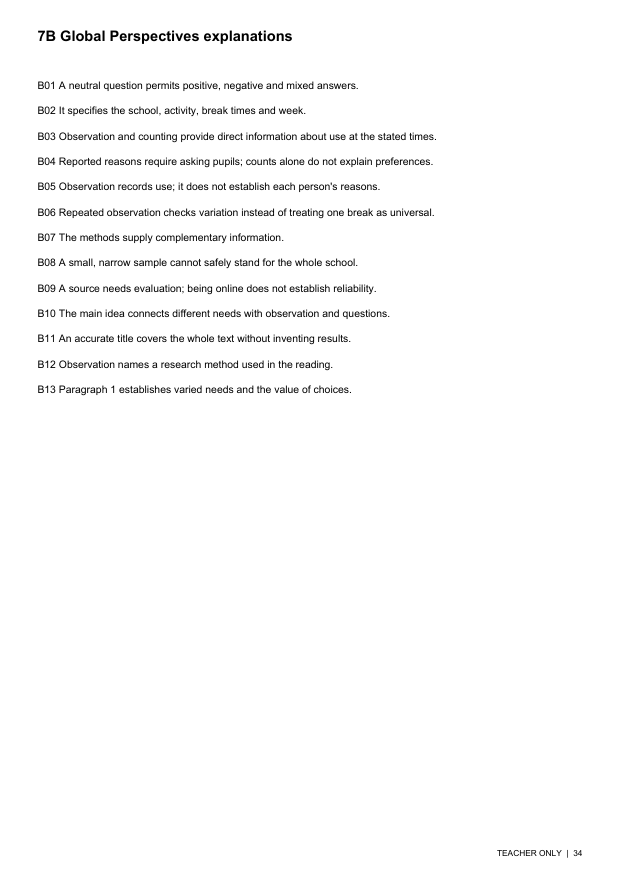 7B Global Perspectives explanations
B01 A neutral question permits positive, negative and mixed answers.
B02 It specifies the school, activity, break times and week.
B03 Observation and counting provide direct information about use at the stated times.
B04 Reported reasons require asking pupils; counts alone do not explain preferences.
B05 Observation records use; it does not establish each person's reasons.
B06 Repeated observation checks variation instead of treating one break as universal.
B07 The methods supply complementary information.
B08 A small, narrow sample cannot safely stand for the whole school.
B09 A source needs evaluation; being online does not establish reliability.
B10 The main idea connects different needs with observation and questions.
B11 An accurate title covers the whole text without inventing results.
B12 Observation names a research method used in the reading.
B13 Paragraph 1 establishes varied needs and the value of choices.
TEACHER ONLY | 34